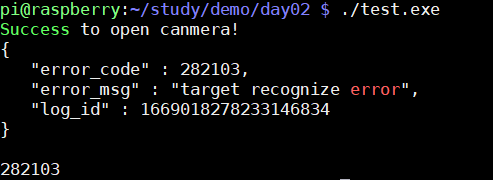 pi@raspberry:~/study/demo/day02 $ ./test.exe
Success to open canmera!
{
   "error_code" : 282103,
   "error_msg" : "target recognize error",
   "log_id" : 1669018278233146834
}

282103